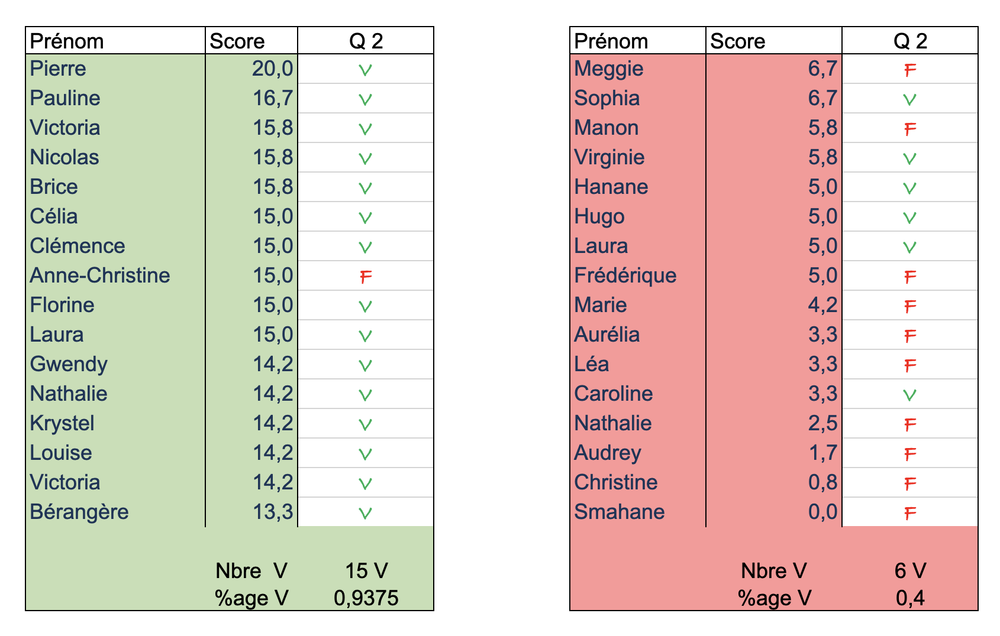 Prénom Score Q 2
Pierre 20,0 V
Pauline 16,7 V
Victoria 15,8 V
Nicolas 15,8 V
Brice 15,8 V
Célia 15,0 V
Clémence 15,0 V
Anne-Christine 15,0 F
Florine 15,0 V
Laura 15,0 V
Gwendy 14,2 V
Nathalie 14,2 V
Krystel 14,2 V
Louise 14,2 V
Victoria 14,2 V
Bérangère 13,3 V
Nbre V 15 V
%age V 0,9375
Prénom Score Q 2
Meggie 6,7 F
Sophia 6,7 V
Manon 5,8 F
Virginie 5,8 V
Hanane 5,0 V
Hugo 5,0 V
Laura 5,0 V
Frédérique 5,0 F
Marie 4,2 F
Aurélia 3,3 F
Léa 3,3 F
Caroline 3,3 V
Nathalie 2,5 F
Audrey 1,7 F
Christine 0,8 F
Smahane 0,0 F
Nbre V 6 V
%age V 0,4